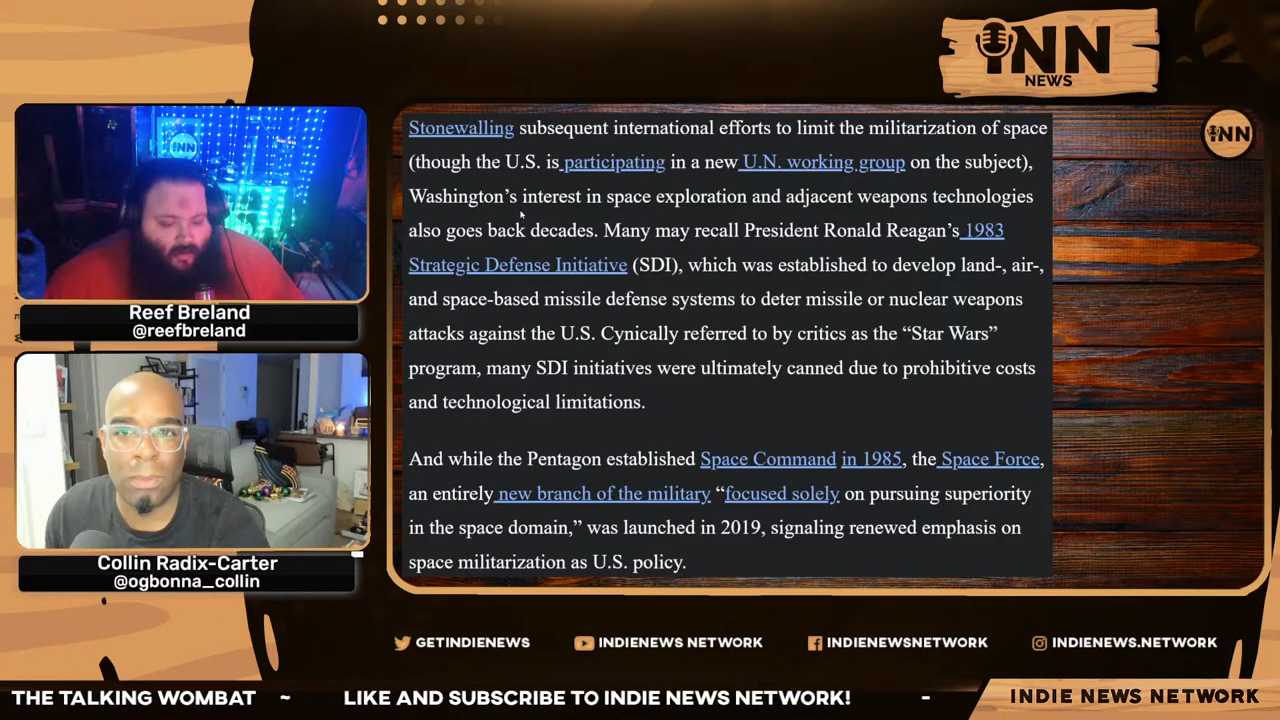 INN
NEWS
INN
INN
Stonewalling subsequent international efforts to limit the militarization of space
(though the U.S. is participating in a new U.N. working group on the subject),
Washington’s interest in space exploration and adjacent weapons technologies
also goes back decades. Many may recall President Ronald Reagan’s 1983
Strategic Defense Initiative (SDI), which was established to develop land-, air-,
and space-based missile defense systems to deter missile or nuclear weapons
attacks against the U.S. Cynically referred to by critics as the “Star Wars”
program, many SDI initiatives were ultimately canned due to prohibitive costs
and technological limitations.
And while the Pentagon established Space Command in 1985, the Space Force,
an entirely new branch of the military “focused solely on pursuing superiority
in the space domain,” was launched in 2019, signaling renewed emphasis on
space militarization as U.S. policy.
Reef Breland
@reefbreland
Collin Radix-Carter
@ogbonna_collin
GETINDIENEWS
INDIENEWS NETWORK
INDIENEWSNETWORK
INDIENEWS.NETWORK
THE TALKING WOMBAT ~ LIKE AND SUBSCRIBE TO INDIE NEWS NETWORK! -
INDIE NEWS NETWORK